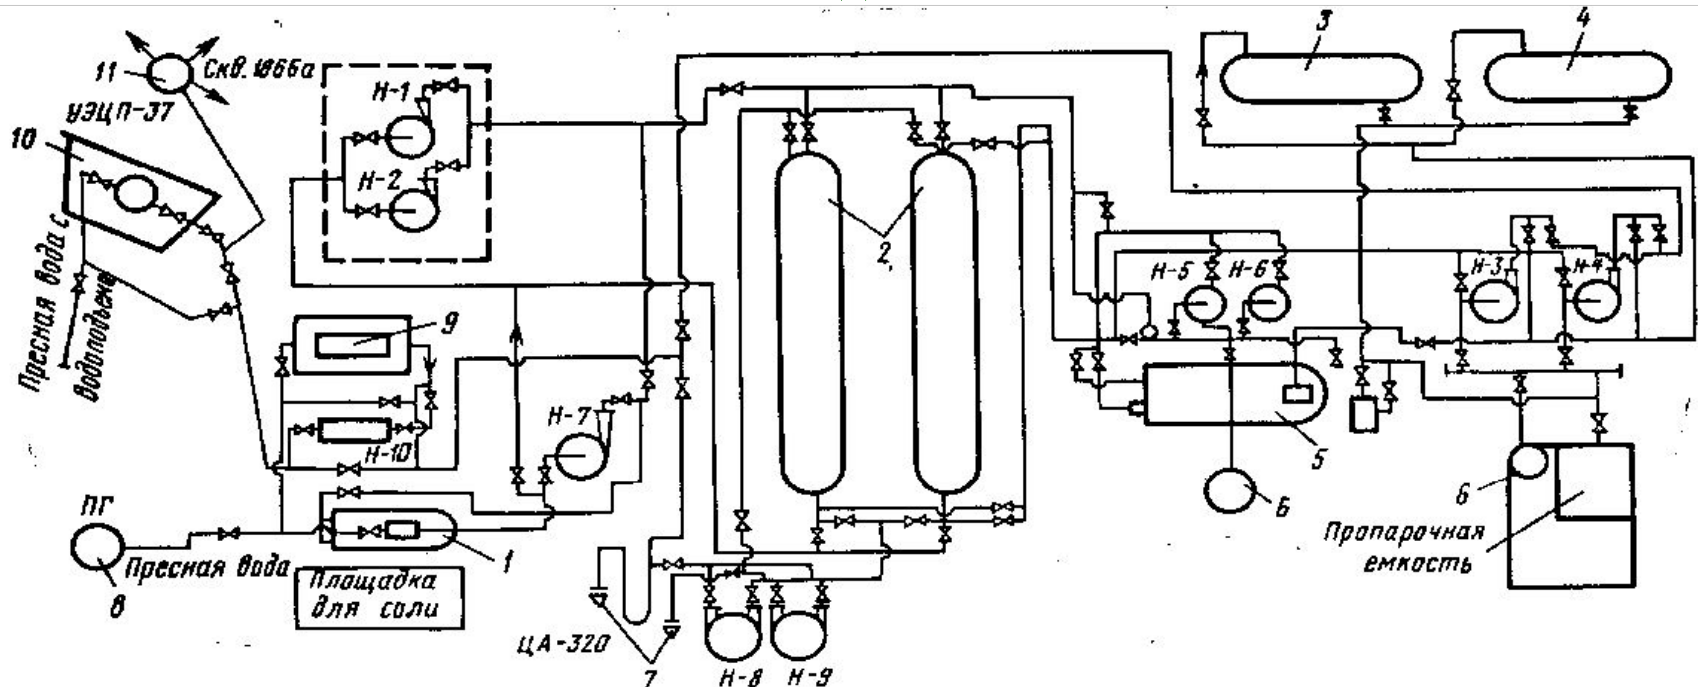 3
4
11
Скв. 1866а
УЭЦП-37
10
Н-1
Н-2
2
Пресная вода с
водоподъема
9
Н-5
Н-6
Н-3
Н-4
Н-7
Н-10
5
ПГ
8
Пресная вода
1
Площадка
для соли
6
6
Пропарочная
емкость
ЦА-320
7
Н-8
Н-9